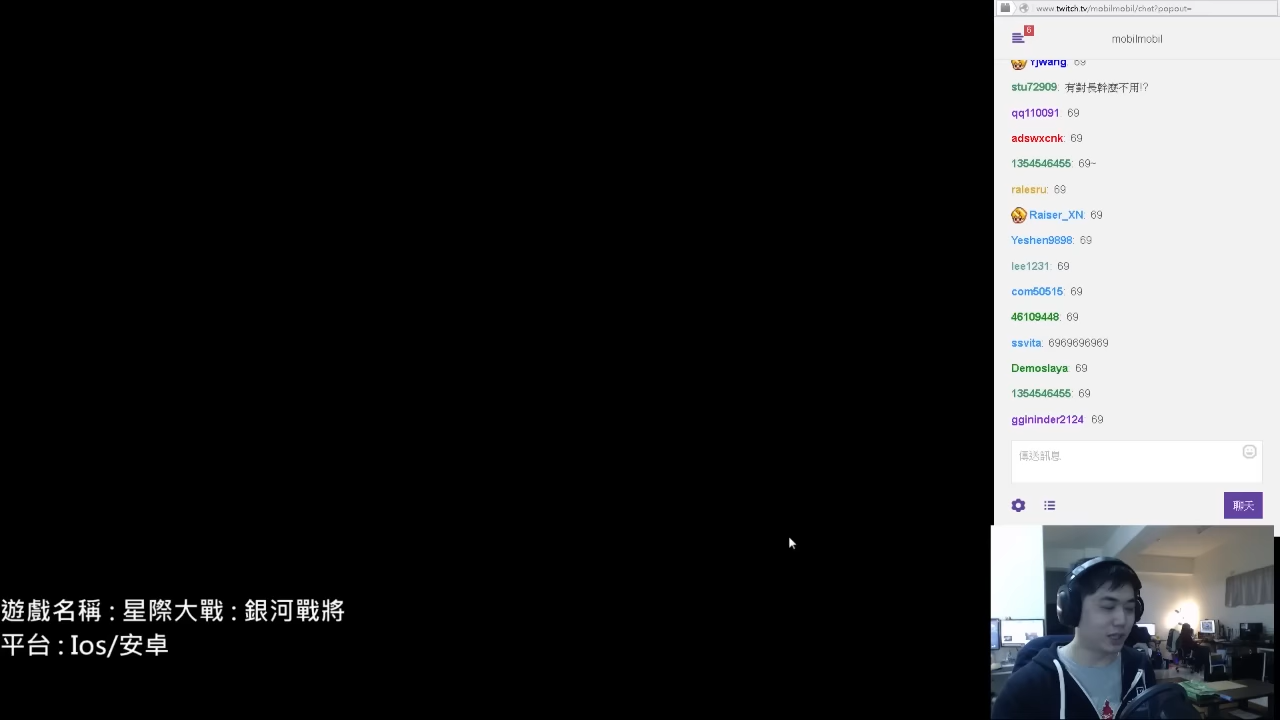 www.twitch.tv/mobilmobil/chat?popout=
6
mobilmobil
Yjwang: 69
stu72909: 有對長幹麼不用!?
qq110091: 69
adswxcnk: 69
1354546455: 69~
ralesru: 69
Raiser_XN: 69
Yeshen9898: 69
lee1231: 69
com50515: 69
46109448: 69
ssvita: 6969696969
Demoslaya: 69
1354546455: 69
ggininder2124: 69
傳送訊息
聊天
遊戲名稱 : 星際大戰 : 銀河戰將
平台 : Ios/安卓